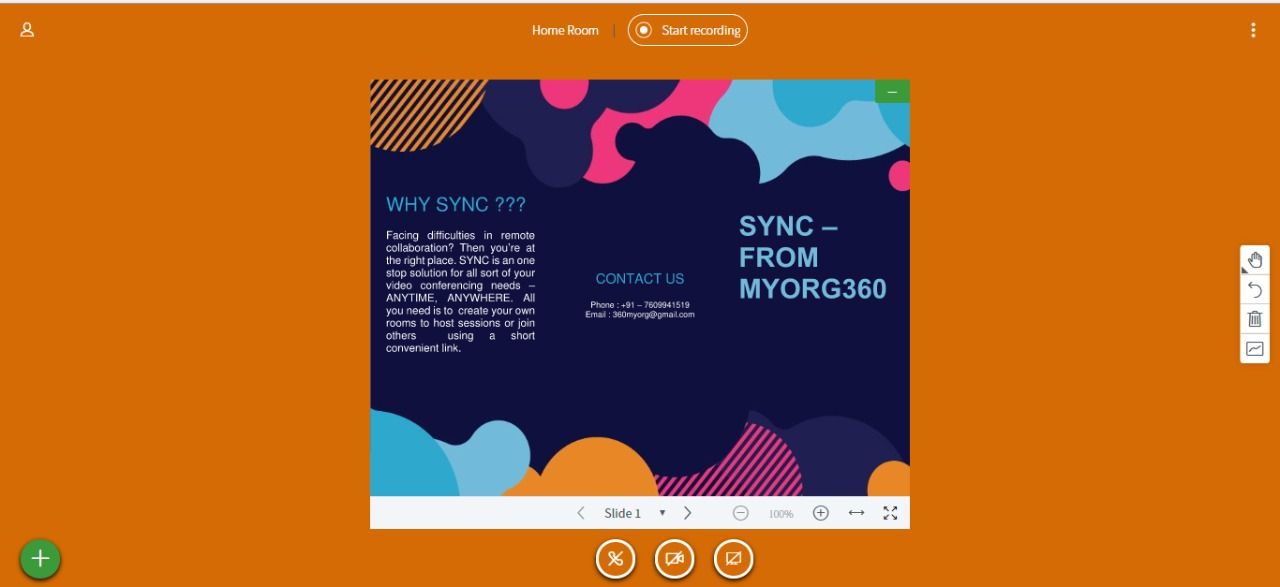 Home Room
Start recording
WHY SYNC ???
Facing difficulties in remote
collaboration? Then you're at
the right place. SYNC is an one
stop solution for all sort of your
video conferencing needs –
ANYTIME, ANYWHERE. All
you need is to create your own
rooms to host sessions or join
others using a short
convenient link.
CONTACT US
Phone : +91 – 7609941519
Email : 360myorg@gmail.com
SYNC –
FROM
MYORG360
Slide 1
100%